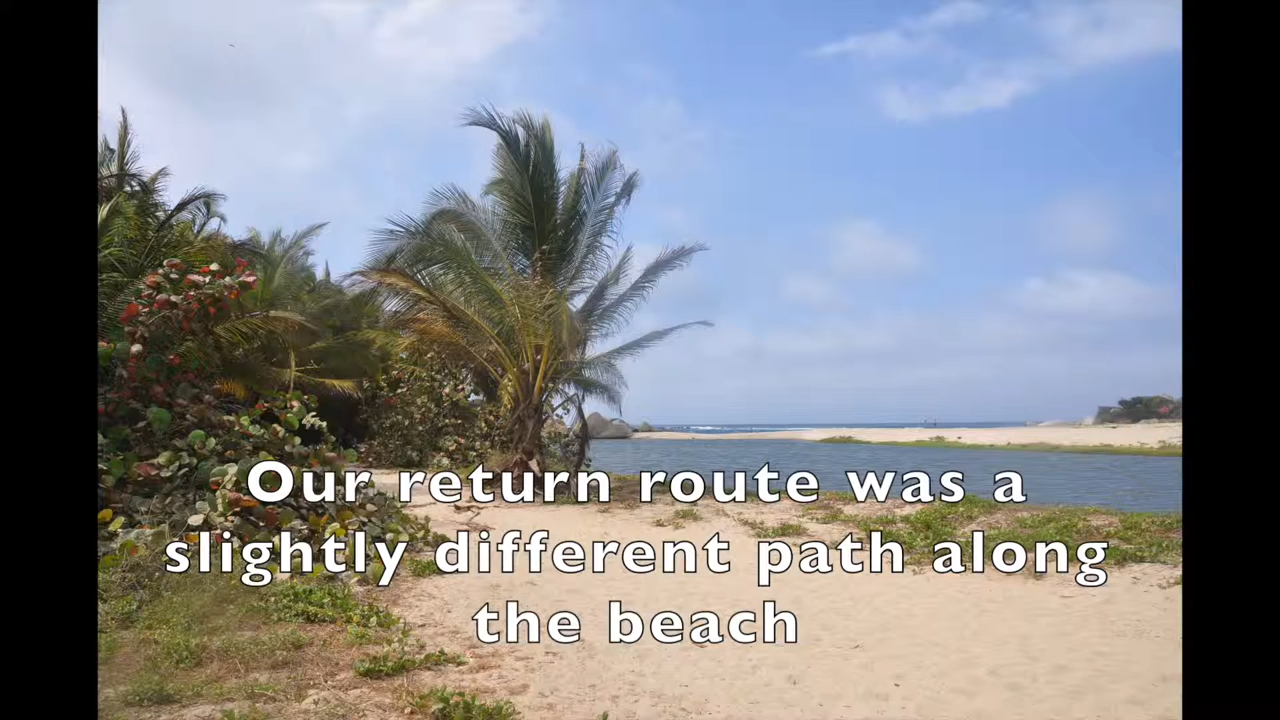 Our return route was a
slightly different path along
the beach